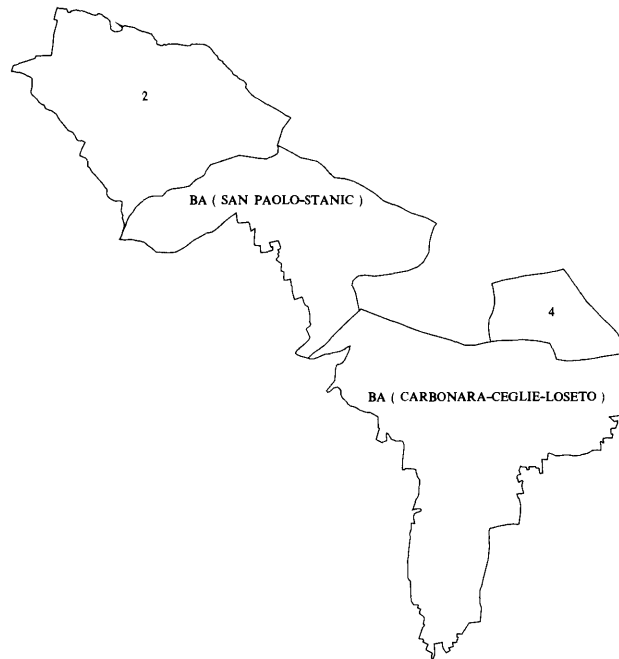 2
BA ( SAN PAOLO-STANIC )
4
BA ( CARBONARA-CEGLIE-LOSETO )